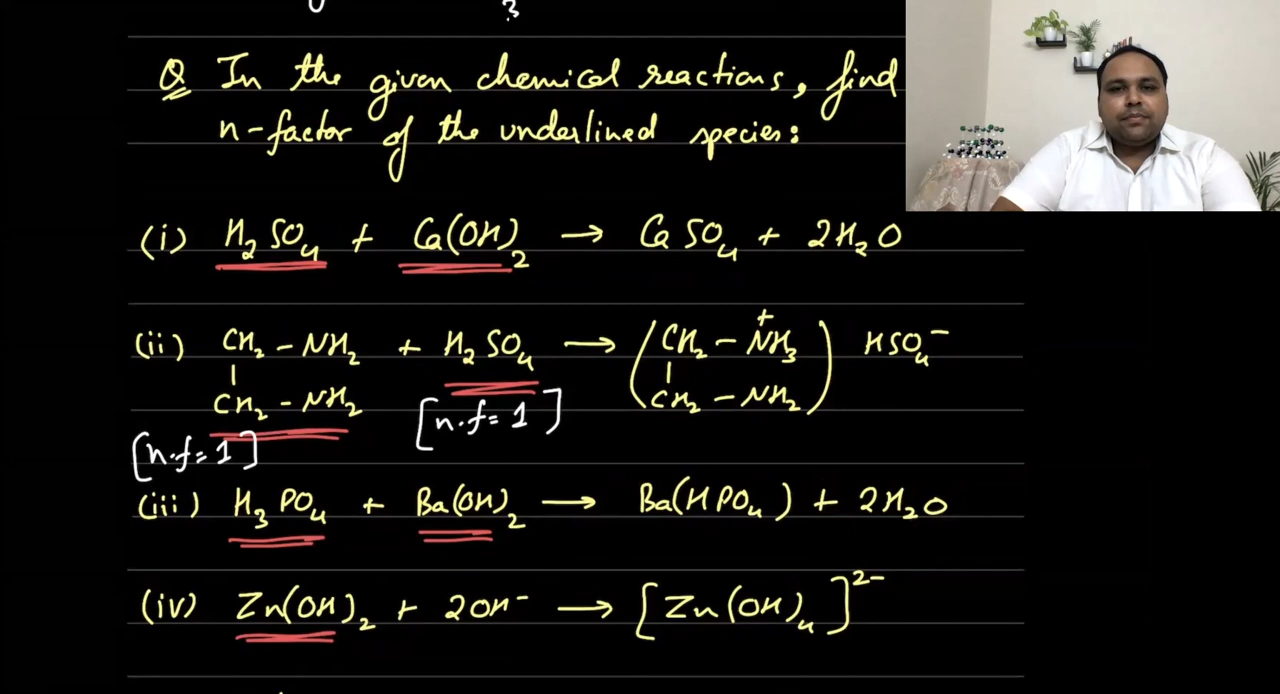 Q In the given chemical reactions, find
n-factor of the underlined species:
(i) H₂SO₄ + Ca(OH)₂ → CaSO₄ + 2H₂O
(ii) CH₂ – NH₂ + H₂SO₄ → (CH₂ – N⁺H₃ ) HSO₄⁻
|
CH₂ – NH₂ CH₂ – NH₂
[n.f= 1]
[n.f= 1]
(iii) H₃PO₄ + Ba(OH)₂ → Ba(HPO₄) + 2H₂O
(iv) Zn(OH)₂ + 2OH⁻ → [Zn(OH)₄]²⁻